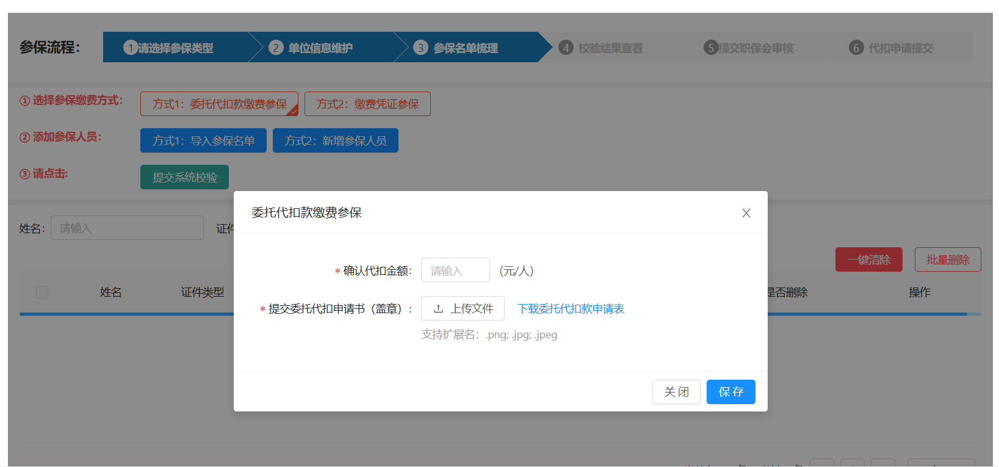 参保流程：
1请选择参保类型
2 单位信息维护
3 参保名单梳理
4 校验结果查看
5提交职保会审核
6 代扣申请提交
① 选择参保缴费方式：
方式1：委托代扣款缴费参保
方式2：缴费凭证参保
② 添加参保人员：
方式1：导入参保名单
方式2：新增参保人员
③ 请点击:
提交系统校验
委托代扣款缴费参保
姓名：
请输入
证件
一键清除
批量删除
* 确认代扣金额：
请输入
（元/人）
姓名
证件类型
是否删除
操作
* 提交委托代扣申请书（盖章）：
上传文件
下载委托代扣款申请表
支持扩展名：.png; .jpg; .jpeg
关 闭
保 存